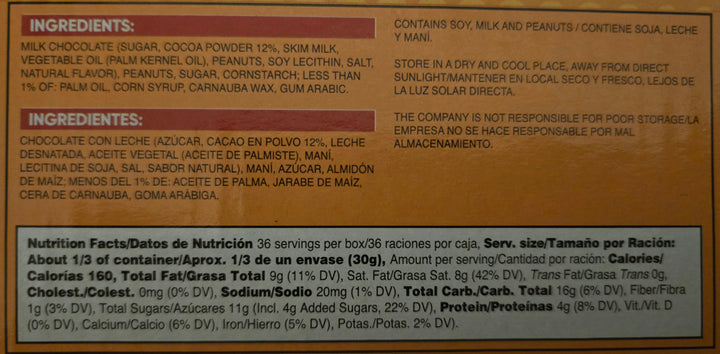 INGREDIENTS:
MILK CHOCOLATE (SUGAR, COCOA POWDER 12%, SKIM MILK,
VEGETABLE OIL (PALM KERNEL OIL), PEANUTS, SOY LECITHIN, SALT,
NATURAL FLAVOR), PEANUTS, SUGAR, CORNSTARCH; LESS THAN
1% OF: PALM OIL, CORN SYRUP, CARNAUBA WAX, GUM ARABIC.
INGREDIENTES:
CHOCOLATE CON LECHE (AZÚCAR, CACAO EN POLVO 12%, LECHE
DESNATADA, ACEITE VEGETAL (ACEITE DE PALMISTE), MANÍ,
LECITINA DE SOJA, SAL, SABOR NATURAL), MANÍ, AZÚCAR, ALMIDÓN
DE MAÍZ; MENOS DEL 1% DE: ACEITE DE PALMA, JARABE DE MAÍZ,
CERA DE CARNAUBA, GOMA ARÁBIGA.
CONTAINS SOY, MILK AND PEANUTS / CONTIENE SOJA, LECHE
Y MANÍ.
STORE IN A DRY AND COOL PLACE, AWAY FROM DIRECT
SUNLIGHT/MANTENER EN LOCAL SECO Y FRESCO, LEJOS DE
LA LUZ SOLAR DIRECTA.
THE COMPANY IS NOT RESPONSIBLE FOR POOR STORAGE/LA
EMPRESA NO SE HACE RESPONSABLE POR MAL
ALMACENAMIENTO.
Nutrition Facts/Datos de Nutrición 36 servings per box/36 raciones por caja, Serv. size/Tamaño por Ración:
About 1/3 of container/Aprox. 1/3 de un envase (30g), Amount per serving/Cantidad por ración: Calories/
Calorías 160, Total Fat/Grasa Total 9g (11% DV), Sat. Fat/Grasa Sat. 8g (42% DV), Trans Fat/Grasa Trans 0g,
Cholest./Colest. 0mg (0% DV), Sodium/Sodio 20mg (1% DV), Total Carb./Carb. Total 16g (6% DV), Fiber/Fibra
1g (3% DV), Total Sugars/Azúcares 11g (Incl. 4g Added Sugars, 22% DV), Protein/Proteínas 4g (8% DV), Vit./Vit. D
(0% DV), Calcium/Calcio (6% DV), Iron/Hierro (5% DV), Potas./Potas. 2% DV).